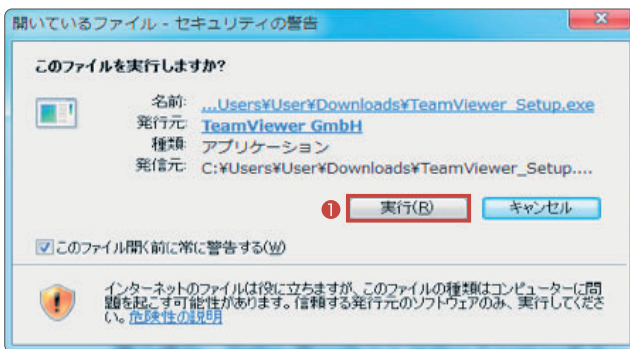 開いているファイル - セキュリティの警告
このファイルを実行しますか?
名前: ...Users¥User¥Downloads¥TeamViewer_Setup.exe
発行元: TeamViewer GmbH
種類: アプリケーション
発信元: C:¥Users¥User¥Downloads¥TeamViewer_Setup....
❶ 実行(R) キャンセル
このファイル開く前に常に警告する(W)
インターネットのファイルは役に立ちますが、このファイルの種類はコンピューターに問
題を起こす可能性があります。信頼する発行元のソフトウェアのみ、実行してくださ
い。危険性の説明